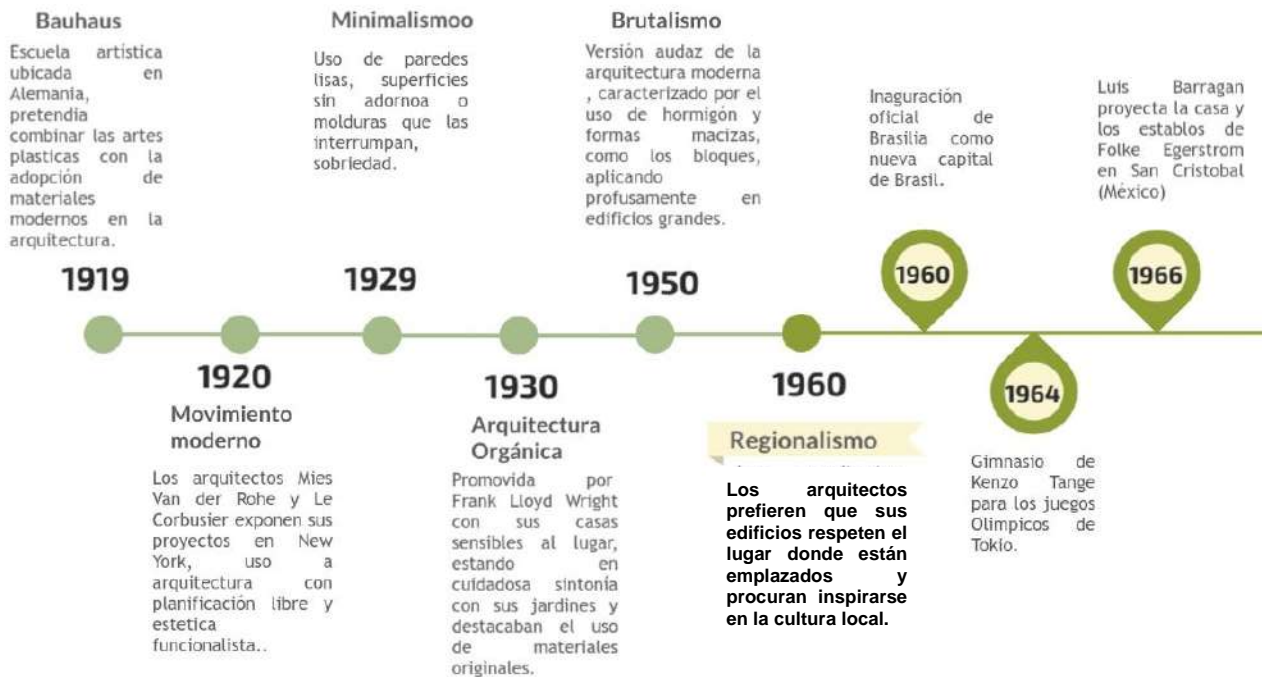 Bauhaus
Escuela artística
ubicada en
Alemania,
pretendia
combinar las artes
plasticas con la
adopción de
materiales
modernos en la
arquitectura.
1919
1920
Movimiento
moderno
Los arquitectos Mies
Van der Rohe y Le
Corbusier exponen sus
proyectos en New
York, uso a
arquitectura con
planificación libre y
estetica
funcionalista..
Minimalismoo
Uso de paredes
lisas, superficies
sin adornoa o
molduras que las
interrumpan,
sobriedad.
1929
1930
Arquitectura
Orgánica
Promovida por
Frank Lloyd Wright
con sus casas
sensibles al lugar,
estando en
cuidadosa sintonía
con sus jardines y
destacaban el uso
de materiales
originales.
Brutalismo
Versión audaz de la
arquitectura moderna
, caracterizado por el
uso de hormigón y
formas macizas,
como los bloques,
aplicando
profusamente en
edificios grandes.
1950
1960
Regionalismo
Los arquitectos
prefieren que sus
edificios respeten el
lugar donde están
emplazados y
procuran inspirarse
en la cultura local.
Inaguración
oficial de
Brasilia como
nueva capital
de Brasil.
1960
1964
Gimnasio de
Kenzo Tange
para los juegos
Olimpicos de
Tokio.
Luis Barragan
proyecta la casa y
los establos de
Folke Egerstrom
en San Cristobal
(México)
1966